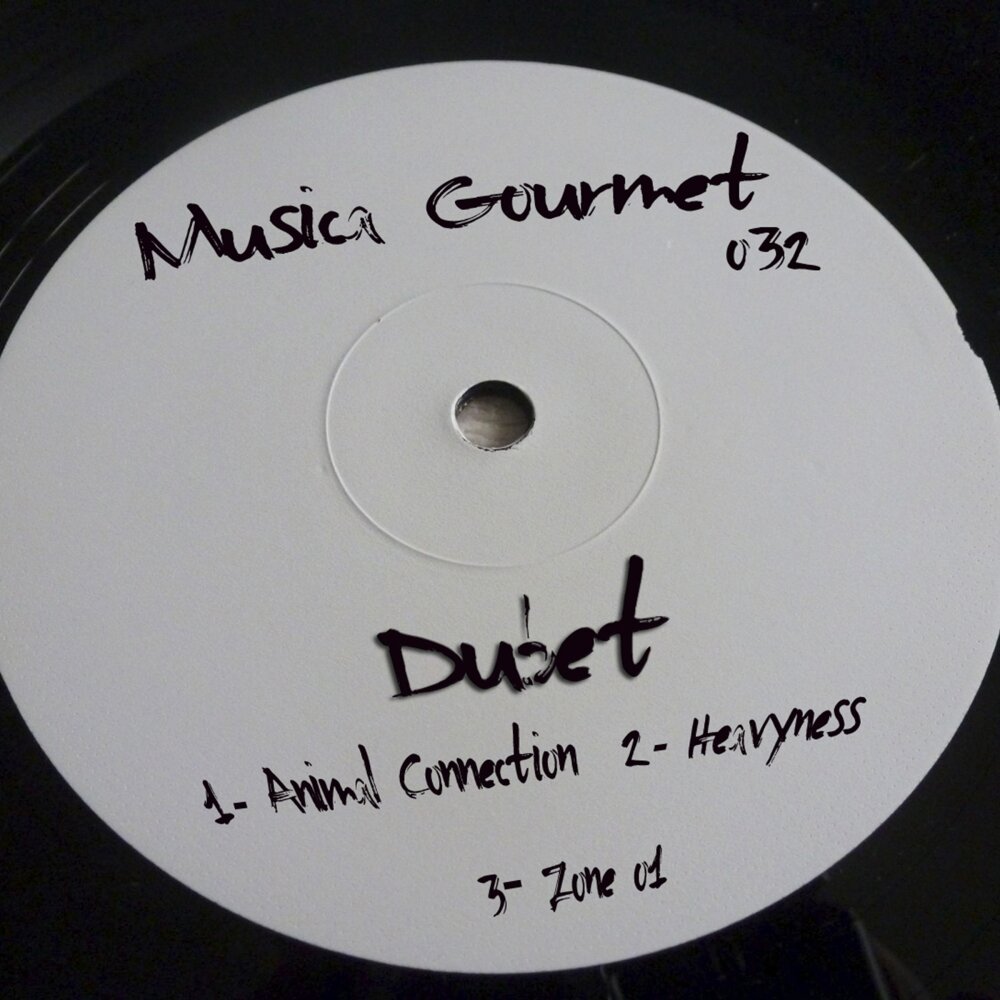 Musica Gourmet
032
Dubet
1- Animal Connection 2- Heavyness
3- Zone 01